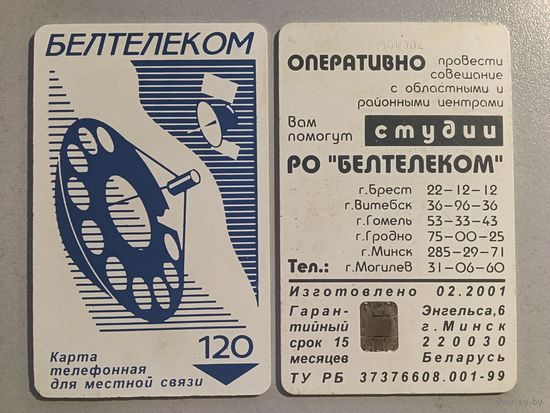 БЕЛТЕЛЕКОМ
120
Карта
телефонная
для местной связи
ОПЕРАТИВНО провести
совещание
с областными и
районными центрами
Вам
помогут студии
РО "БЕЛТЕЛЕКОМ"
г.Брест 22-12-12
г.Витебск 36-96-36
г.Гомель 53-33-43
г.Гродно 75-00-25
г.Минск 285-29-71
Тел.: г.Могилев 31-06-60
Изготовлено 02.2001
Гаран- Энгельса,6
тийный г.Минск
срок 15 220030
месяцев Беларусь
ТУ РБ 37376608.001-99